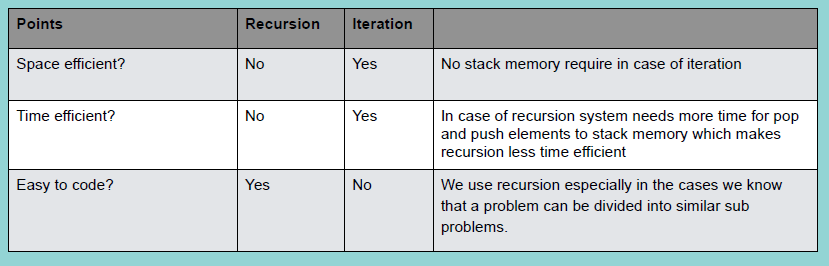 Points Recursion Iteration
Space efficient? No Yes No stack memory require in case of iteration
Time efficient? No Yes In case of recursion system needs more time for pop
and push elements to stack memory which makes
recursion less time efficient
Easy to code? Yes No We use recursion especially in the cases we know
that a problem can be divided into similar sub
problems.